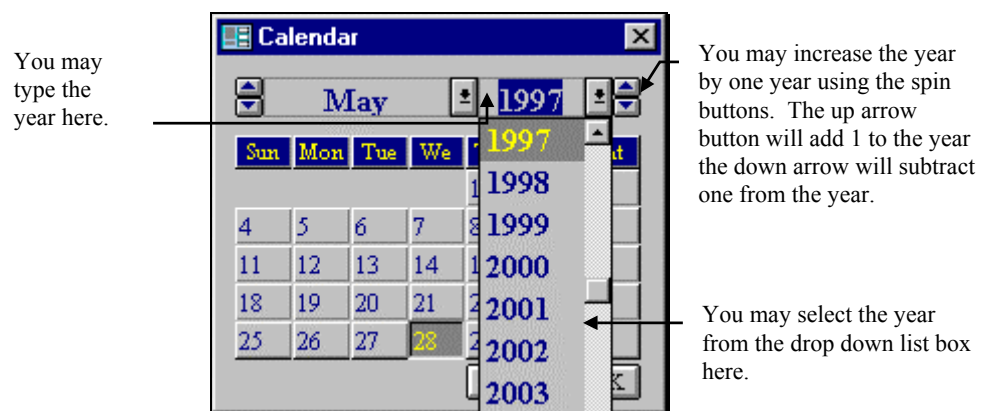 Calendar
You may
type the
year here.
May 1997
You may increase the year
by one year using the spin
buttons. The up arrow
button will add 1 to the year
the down arrow will subtract
one from the year.
Sun Mon Tue We
1997
1998
4 5 6 7
1999
11 12 13 14
2000
18 19 20 21
2001
25 26 27 28
2002
2003
You may select the year
from the drop down list box
here.